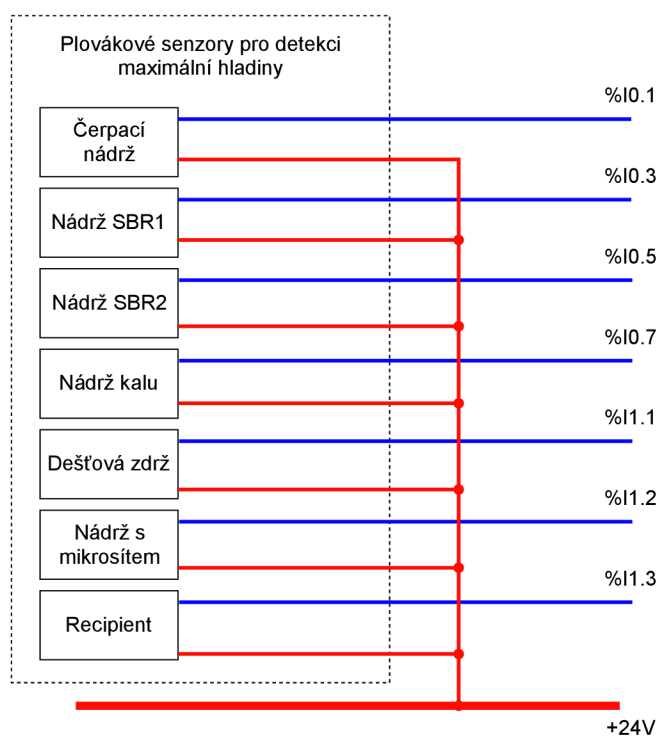 Plovákové senzory pro detekci
maximální hladiny
%I0.1
Čerpací
nádrž
%I0.3
Nádrž SBR1
%I0.5
Nádrž SBR2
%I0.7
Nádrž kalu
%I1.1
Dešťová zdrž
%I1.2
Nádrž s
mikrosítem
%I1.3
Recipient
+24V